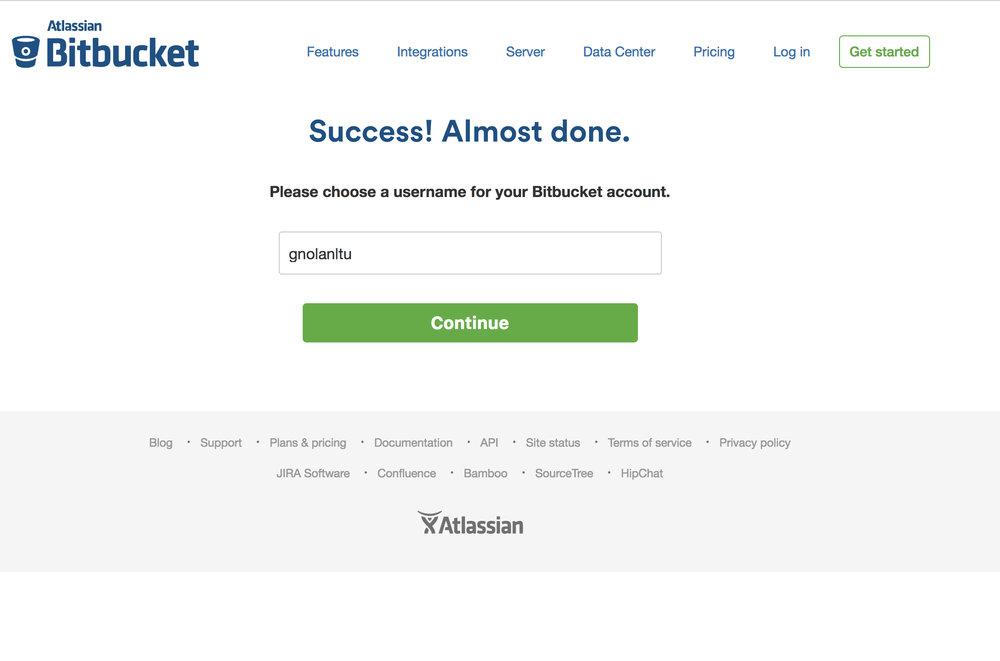 Atlassian
Bitbucket
Features Integrations Server Data Center Pricing Log in Get started
Success! Almost done.
Please choose a username for your Bitbucket account.
gnolanltu
Continue
Blog · Support · Plans & pricing · Documentation · API · Site status · Terms of service · Privacy policy
JIRA Software · Confluence · Bamboo · SourceTree · HipChat
Atlassian